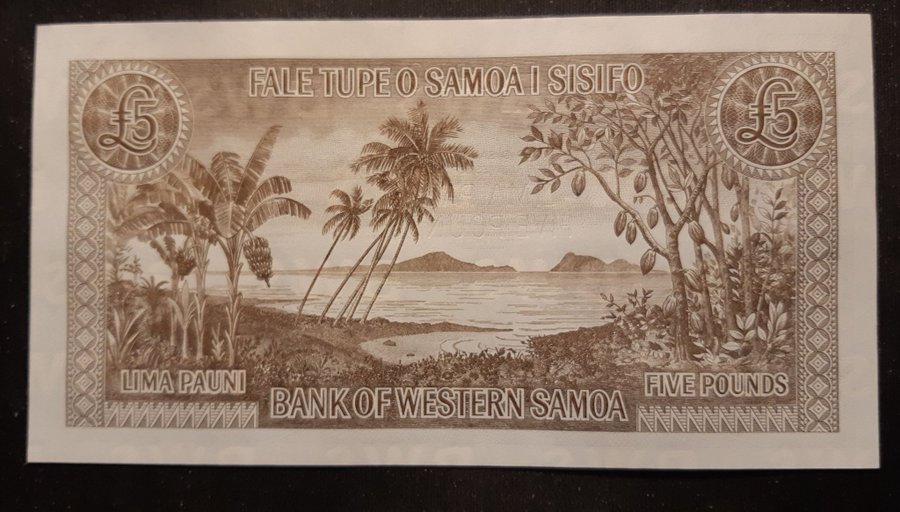 FALE TUPE O SAMOA I SISIFO
£5
£5
LIMA PAUNI
FIVE POUNDS
BANK OF WESTERN SAMOA